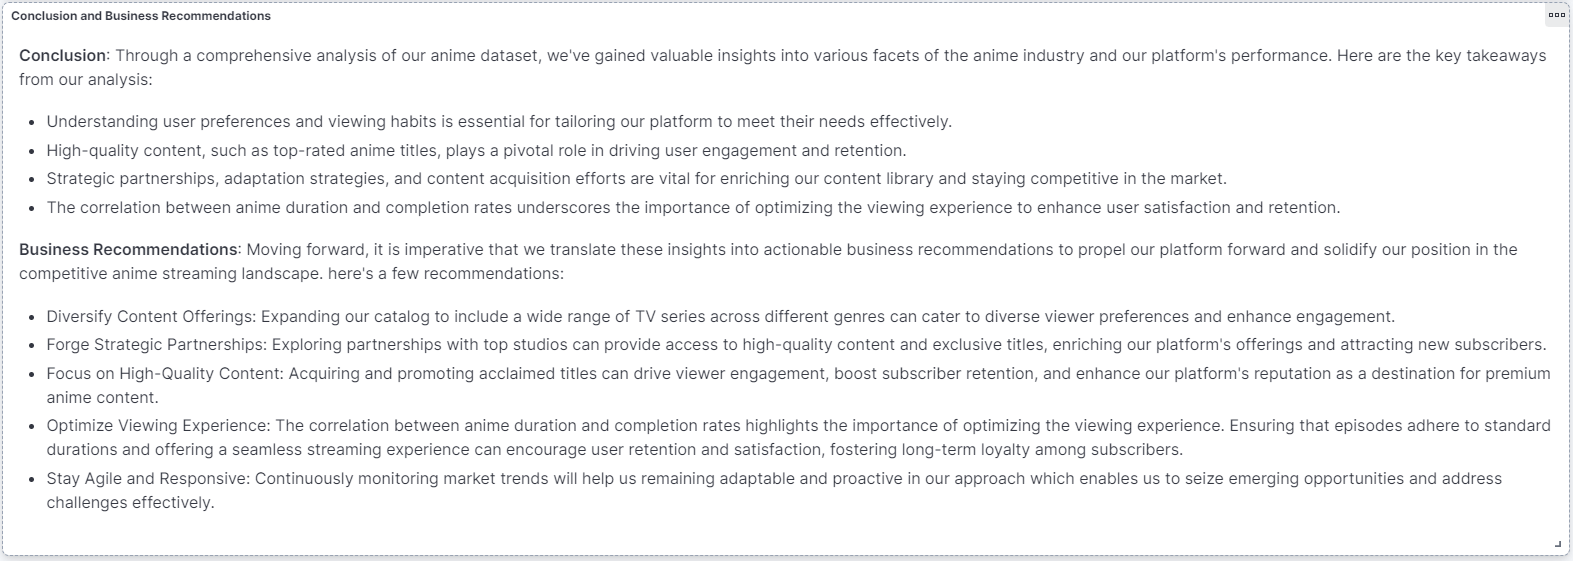 Conclusion and Business Recommendations
Conclusion: Through a comprehensive analysis of our anime dataset, we've gained valuable insights into various facets of the anime industry and our platform's performance. Here are the key takeaways
from our analysis:
• Understanding user preferences and viewing habits is essential for tailoring our platform to meet their needs effectively.
• High-quality content, such as top-rated anime titles, plays a pivotal role in driving user engagement and retention.
• Strategic partnerships, adaptation strategies, and content acquisition efforts are vital for enriching our content library and staying competitive in the market.
• The correlation between anime duration and completion rates underscores the importance of optimizing the viewing experience to enhance user satisfaction and retention.
Business Recommendations: Moving forward, it is imperative that we translate these insights into actionable business recommendations to propel our platform forward and solidify our position in the
competitive anime streaming landscape. here's a few recommendations:
• Diversify Content Offerings: Expanding our catalog to include a wide range of TV series across different genres can cater to diverse viewer preferences and enhance engagement.
• Forge Strategic Partnerships: Exploring partnerships with top studios can provide access to high-quality content and exclusive titles, enriching our platform's offerings and attracting new subscribers.
• Focus on High-Quality Content: Acquiring and promoting acclaimed titles can drive viewer engagement, boost subscriber retention, and enhance our platform's reputation as a destination for premium
anime content.
• Optimize Viewing Experience: The correlation between anime duration and completion rates highlights the importance of optimizing the viewing experience. Ensuring that episodes adhere to standard
durations and offering a seamless streaming experience can encourage user retention and satisfaction, fostering long-term loyalty among subscribers.
• Stay Agile and Responsive: Continuously monitoring market trends will help us remaining adaptable and proactive in our approach which enables us to seize emerging opportunities and address
challenges effectively.